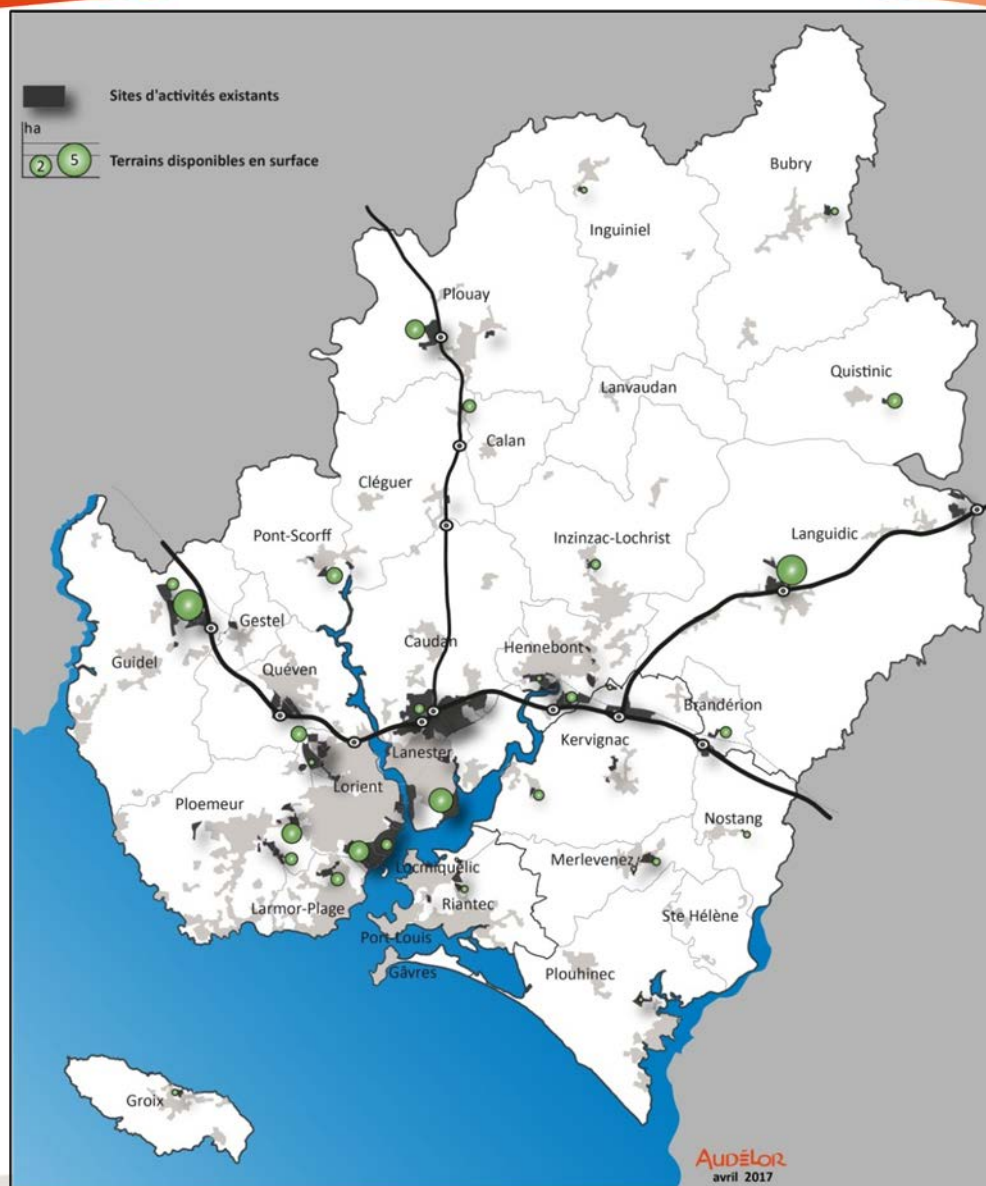 Sites d'activités existants
ha
2
5
Terrains disponibles en surface
Bubry
Inguiniel
Plouay
Quistinic
Lanvaudan
Calan
Cléguer
Languidic
Pont-Scorff
Inzinzac-Lochrist
Gestel
Caudan
Hennebont
Guidel
Quéven
Brandérion
Kervignac
Lanester
Lorient
Ploemeur
Nostang
Merlevenez
Locmiquélic
Riantec
Larmor-Plage
Ste Hélène
Port-Louis
Plouhinec
Gâvres
Groix
AUDÉLOR
avril 2017